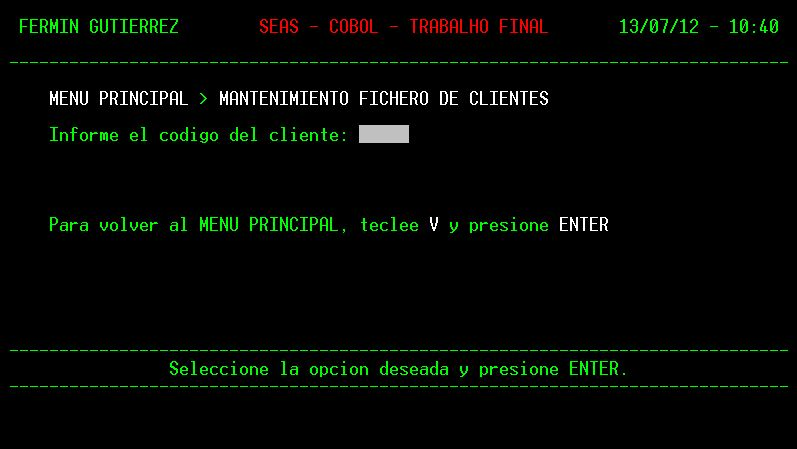 FERMIN GUTIERREZ SEAS - COBOL - TRABALHO FINAL 13/07/12 - 10:40
MENU PRINCIPAL > MANTENIMIENTO FICHERO DE CLIENTES
Informe el codigo del cliente:
Para volver al MENU PRINCIPAL, teclee V y presione ENTER
Seleccione la opcion deseada y presione ENTER.